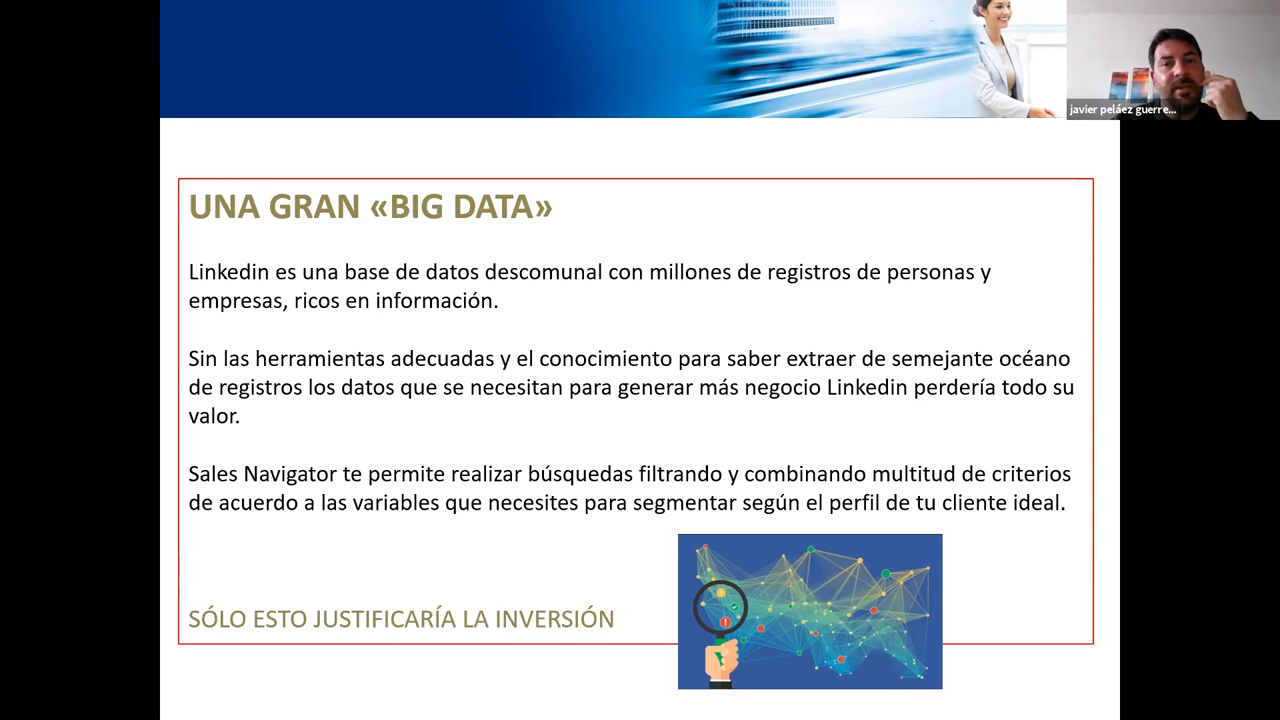 javier peláez guerre...
UNA GRAN «BIG DATA»
Linkedin es una base de datos descomunal con millones de registros de personas y
empresas, ricos en información.
Sin las herramientas adecuadas y el conocimiento para saber extraer de semejante océano
de registros los datos que se necesitan para generar más negocio Linkedin perdería todo su
valor.
Sales Navigator te permite realizar búsquedas filtrando y combinando multitud de criterios
de acuerdo a las variables que necesites para segmentar según el perfil de tu cliente ideal.
SÓLO ESTO JUSTIFICARÍA LA INVERSIÓN